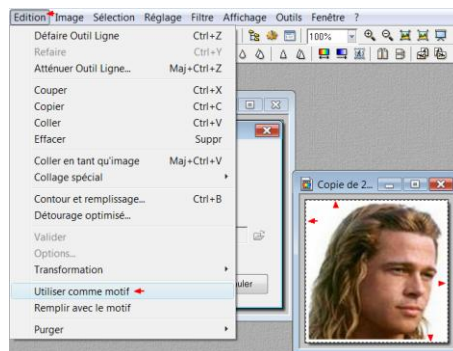 Edition Image Sélection Réglage Filtre Affichage Outils Fenêtre ?
Défaire Outil Ligne Ctrl+Z
Refaire Ctrl+Y
Atténuer Outil Ligne... Maj+Ctrl+Z
100%
Couper Ctrl+X
Copier Ctrl+C
Coller Ctrl+V
Effacer Suppr
Coller en tant qu'image Maj+Ctrl+V
Collage spécial
Copie de 2...
Contour et remplissage... Ctrl+B
Détourage optimisé...
Valider
Options...
Transformation
uler
Utiliser comme motif
Remplir avec le motif
Purger